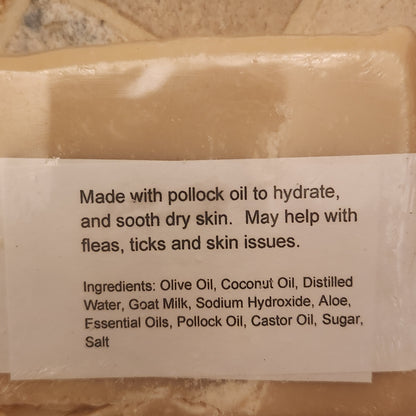 Made with pollock oil to hydrate,
and sooth dry skin. May help with
fleas, ticks and skin issues.
Ingredients: Olive Oil, Coconut Oil, Distilled
Water, Goat Milk, Sodium Hydroxide, Aloe,
Essential Oils, Pollock Oil, Castor Oil, Sugar,
Salt